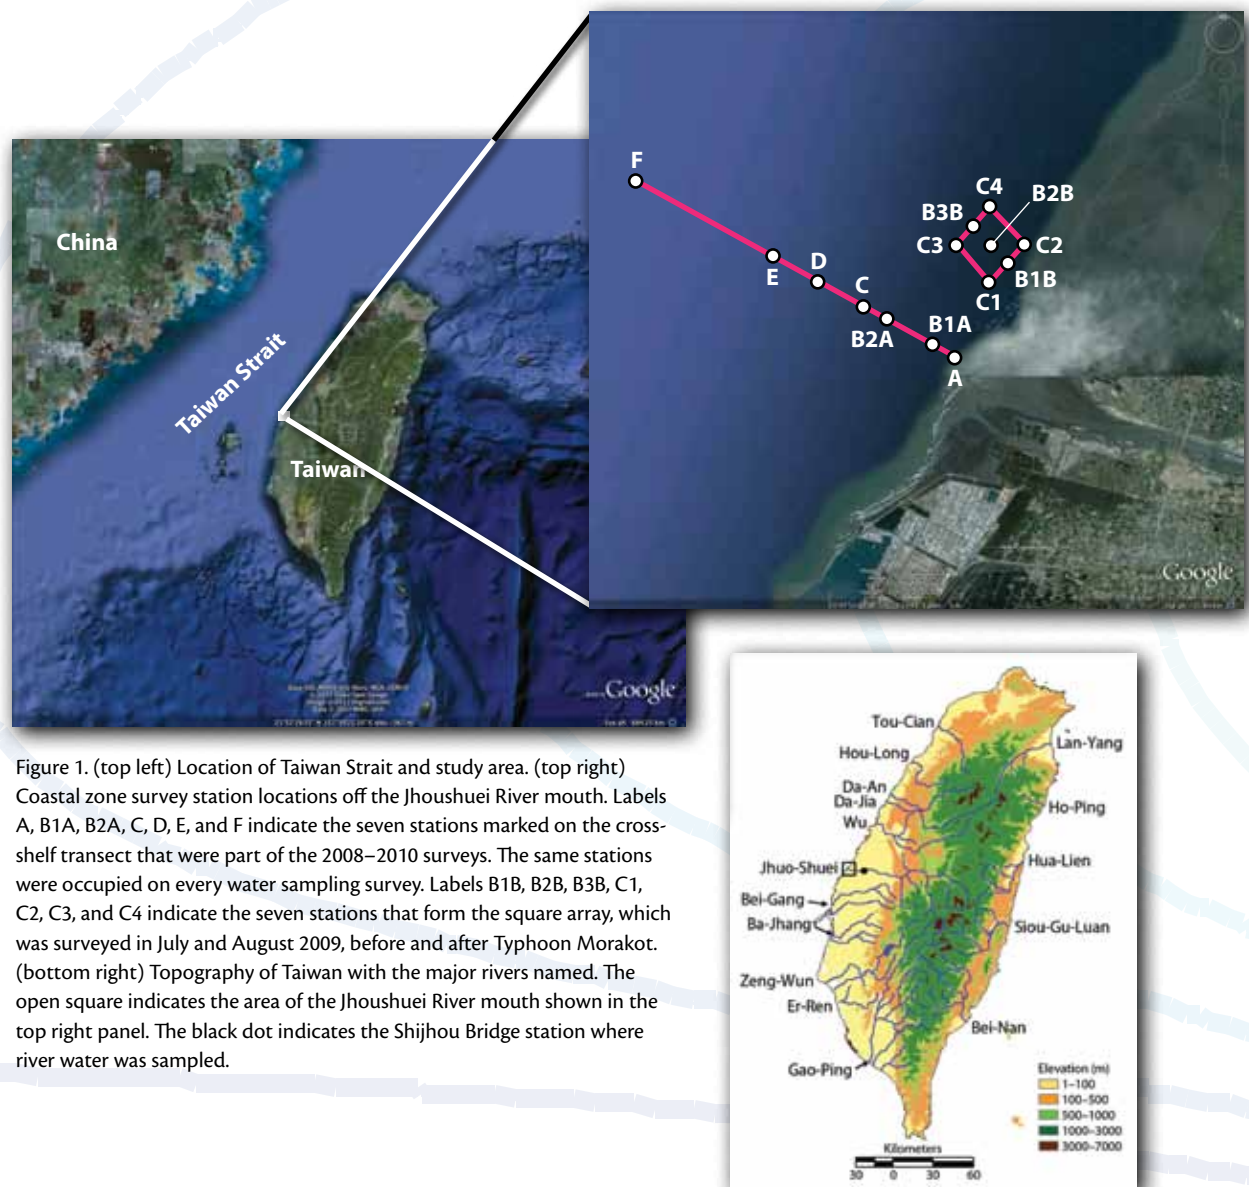 China
Taiwan Strait
Taiwan
Google
F
E
D
C
B2A
B1A
A
C4
B2B
B3B
C3
C2
B1B
C1
Google
Figure 1. (top left) Location of Taiwan Strait and study area. (top right)
Coastal zone survey station locations off the Jhoushuei River mouth. Labels
A, B1A, B2A, C, D, E, and F indicate the seven stations marked on the cross-
shelf transect that were part of the 2008–2010 surveys. The same stations
were occupied on every water sampling survey. Labels B1B, B2B, B3B, C1,
C2, C3, and C4 indicate the seven stations that form the square array, which
was surveyed in July and August 2009, before and after Typhoon Morakot.
(bottom right) Topography of Taiwan with the major rivers named. The
open square indicates the area of the Jhoushuei River mouth shown in the
top right panel. The black dot indicates the Shijhou Bridge station where
river water was sampled.
Tou-Cian
Hou-Long
Lan-Yang
Da-An
Da-Jia
Ho-Ping
Wu
Jhuo-Shuei
Hua-Lien
Bei-Gang
Ba-Jhang
Siou-Gu-Luan
Zeng-Wun
Er-Ren
Bei-Nan
Gao-Ping
Elevation (m)
1–100
100–500
500–1000
1000–3000
3000–7000
Kilometers
30 0 30 60